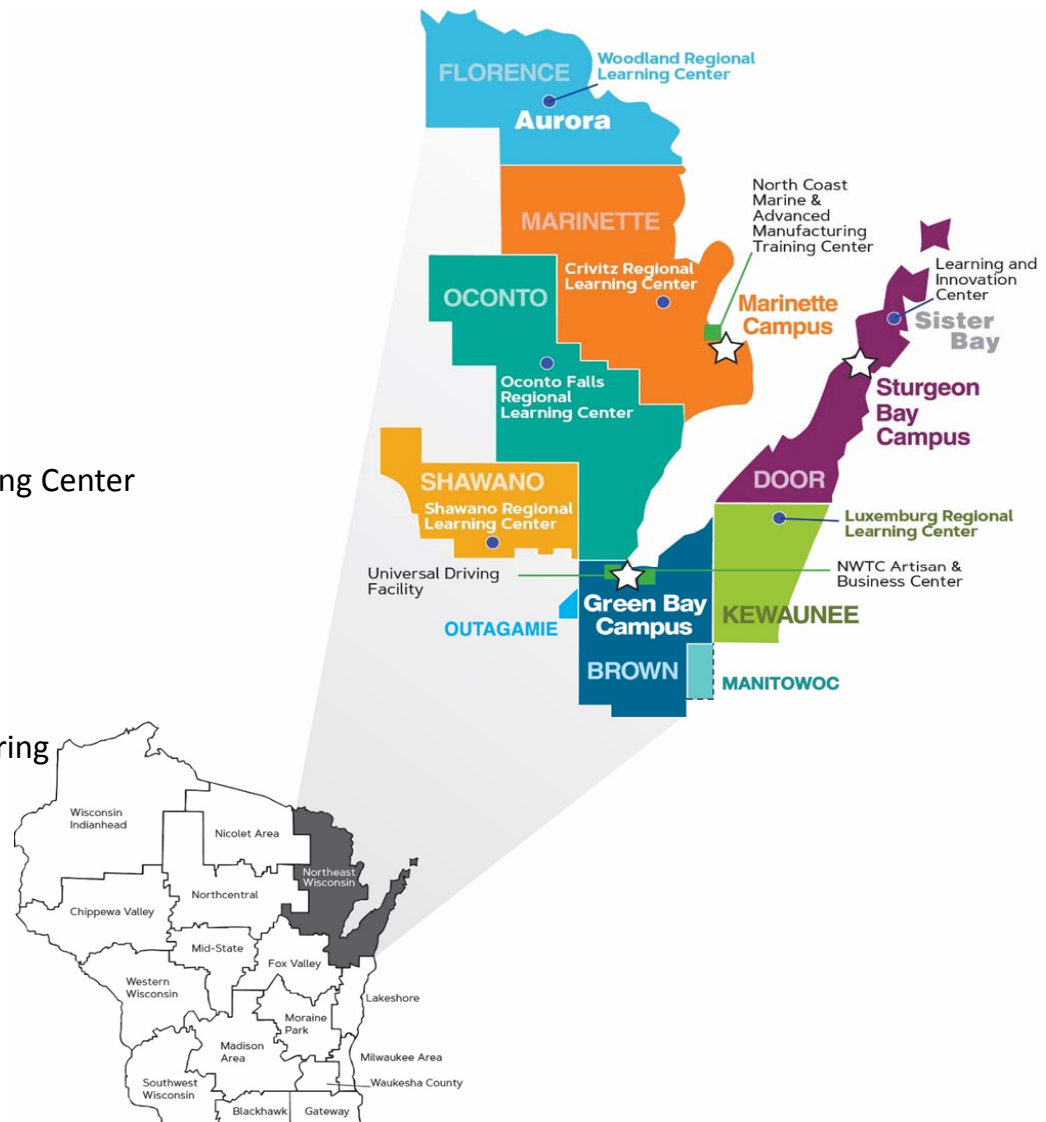 FLORENCE
Woodland Regional
Learning Center
Aurora
MARINETTE
North Coast
Marine &
Advanced
Manufacturing
Training Center
Crivitz Regional
Learning Center
OCONTO
Marinette
Campus
Learning and
Innovation
Center
Sister
Bay
Oconto Falls
Regional
Learning Center
Sturgeon
Bay
Campus
ng Center
SHAWANO
Shawano Regional
Learning Center
DOOR
Luxemburg Regional
Learning Center
Universal Driving
Facility
NWTC Artisan &
Business Center
Green Bay
Campus
OUTAGAMIE
KEWAUNEE
BROWN
MANITOWOC
ring
Wisconsin
Indianhead
Nicolet Area
Northeast
Wisconsin
Northcentral
Chippewa Valley
Mid-State
Fox Valley
Western
Wisconsin
Lakeshore
Moraine
Park
Madison
Area
Milwaukee Area
Waukesha County
Southwest
Wisconsin
Blackhawk
Gateway